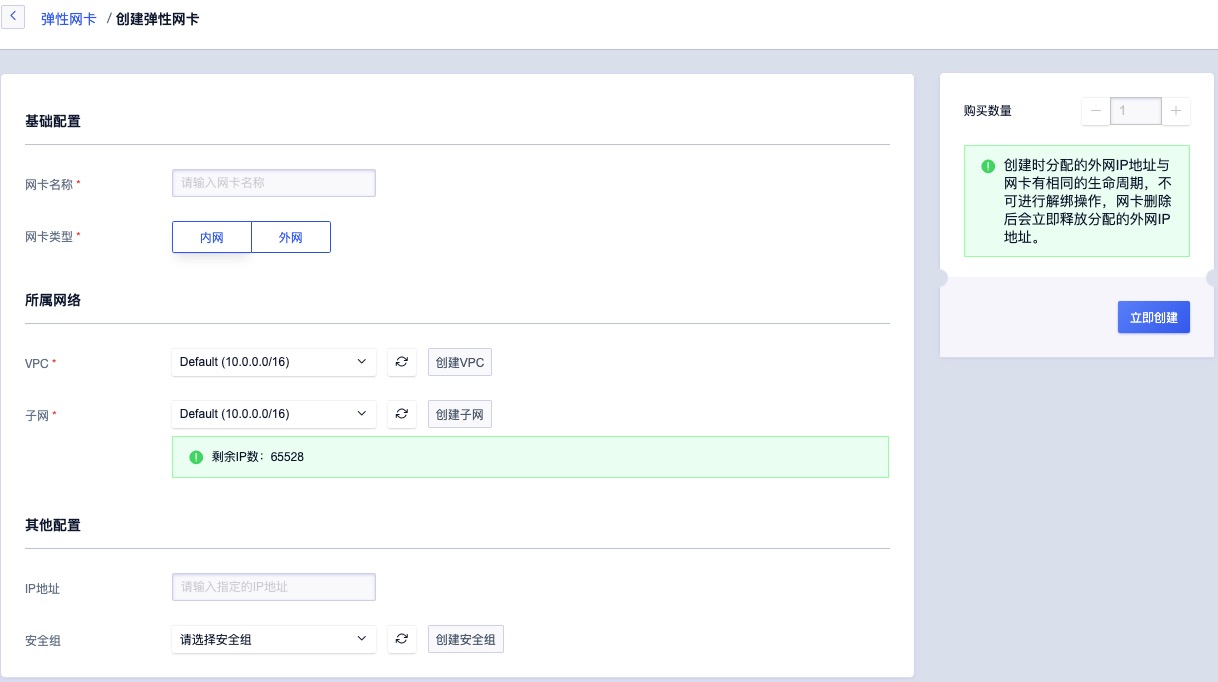 弹性网卡 / 创建弹性网卡
基础配置
网卡名称 *
请输入网卡名称
网卡类型 *
内网
外网
所属网络
VPC *
Default (10.0.0.0/16)
创建VPC
子网 *
Default (10.0.0.0/16)
创建子网
剩余IP数：65528
其他配置
IP地址
请输入指定的IP地址
安全组
请选择安全组
创建安全组
购买数量
1
创建时分配的外网IP地址与
网卡有相同的生命周期，不
可进行解绑操作，网卡删除
后会立即释放分配的外网IP
地址。
立即创建